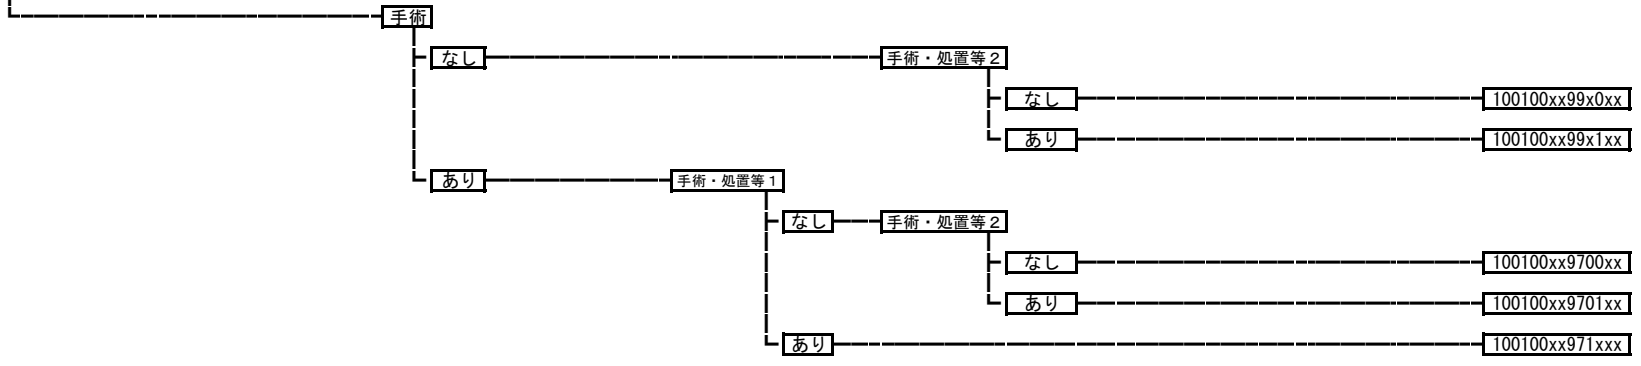 手術
なし 手術・処置等２
なし 100100xx99x0xx
あり 100100xx99x1xx
あり 手術・処置等１
なし 手術・処置等２
なし 100100xx9700xx
あり 100100xx9701xx
あり 100100xx971xxx